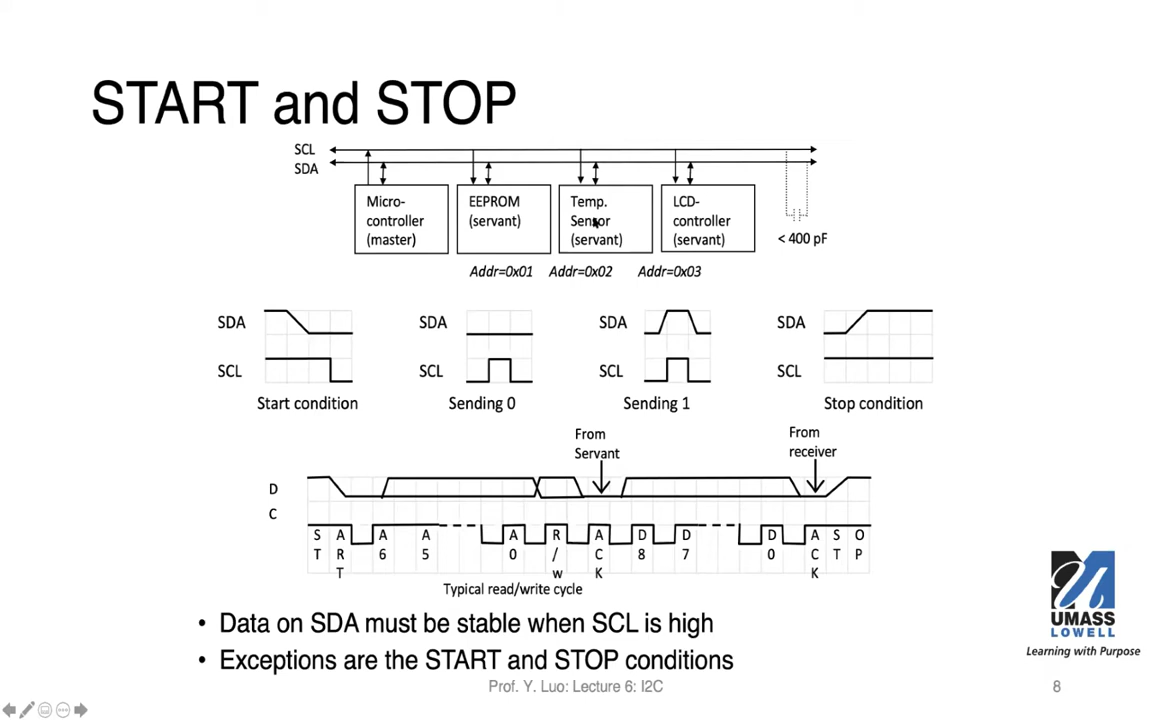 START and STOP
SCL
SDA
Micro-
controller
(master)
EEPROM
(servant)
Temp.
Sensor
(servant)
LCD-
controller
(servant)
< 400 pF
Addr=0x01 Addr=0x02 Addr=0x03
SDA
SCL
Start condition
SDA
SCL
Sending 0
SDA
SCL
Sending 1
SDA
SCL
Stop condition
From
Servant
From
receiver
D
C
S A A A A R A D D D A S O
T R 6 5 0 / C 8 7 0 C T P
T w K K
Typical read/write cycle
• Data on SDA must be stable when SCL is high
• Exceptions are the START and STOP conditions
UMASS
LOWELL
Learning with Purpose
Prof. Y. Luo: Lecture 6: I2C
8